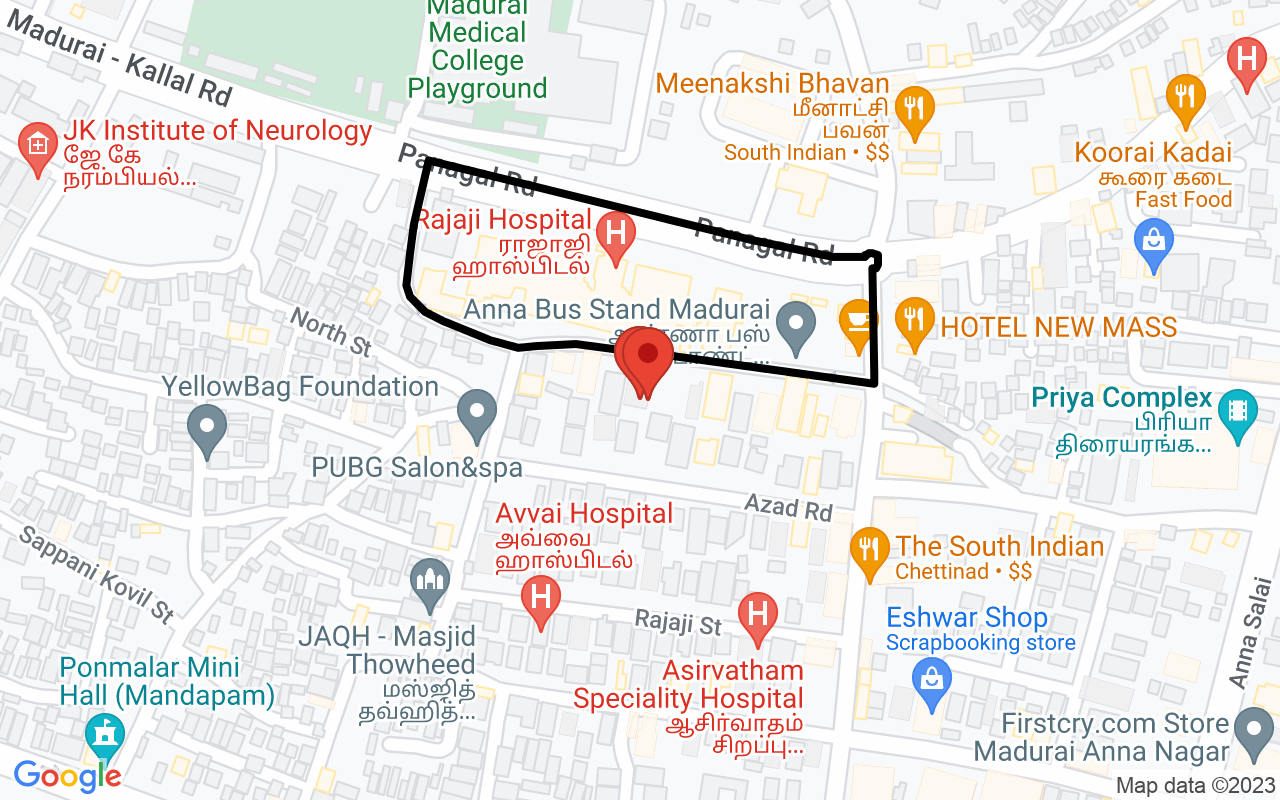 Madurai
Medical
College
Playground
Madurai - Kallal Rd
JK Institute of Neurology
ஜே கே
நரம்பியல்...
Meenakshi Bhavan
மீனாட்சி
பவன்
South Indian • $$
Koorai Kadai
கூரை கடை
Fast Food
Panagal Rd
Rajaji Hospital
ராஜாஜி
ஹாஸ்பிடல்
Panagal Rd
Anna Bus Stand Madurai
பஸ்
HOTEL NEW MASS
North St
YellowBag Foundation
Priya Complex
பிரியா
திரையரங்க...
PUBG Salon&spa
Azad Rd
Avvai Hospital
அவ்வை
ஹாஸ்பிடல்
The South Indian
Chettinad • $$
Sappani Kovil St
Rajaji St
Eshwar Shop
Scrapbooking store
Anna Salai
JAQH - Masjid
Thowheed
மஸ்ஜித்
தவ்ஹித்...
Ponmalar Mini
Hall (Mandapam)
Asirvatham
Speciality Hospital
ஆசிர்வாதம்
சிறப்பு...
Firstcry.com Store
Madurai Anna Nagar
Google
Map data ©2023